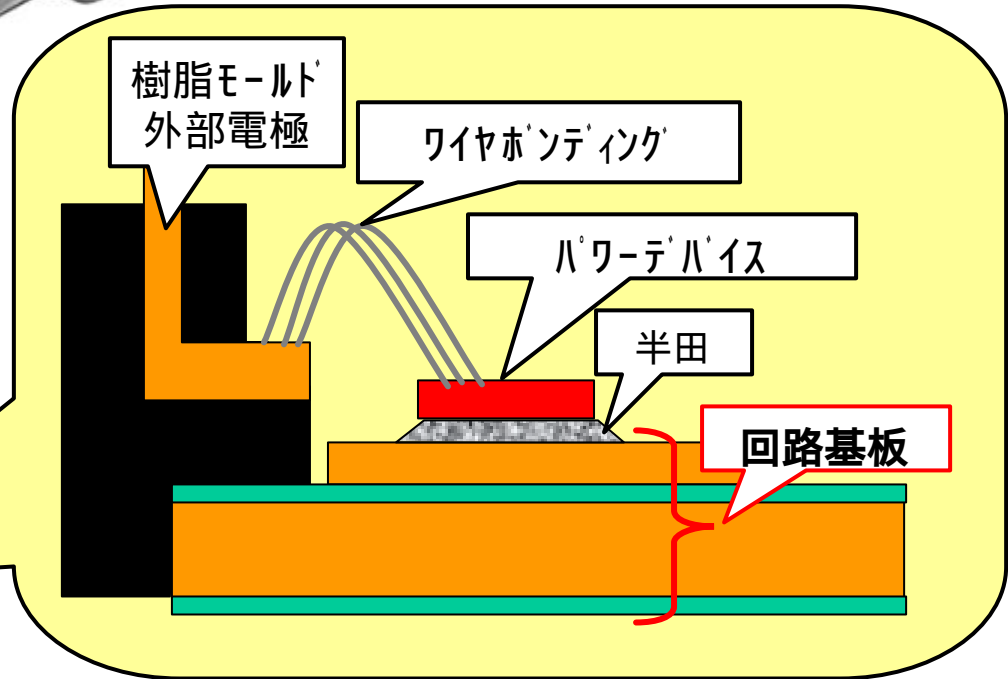 樹脂ﾓｰﾙﾄﾞ
外部電極
ﾜｲﾔﾎﾞﾝﾃﾞｨﾝｸﾞ
ﾊﾟﾜｰﾃﾞﾊﾞｲｽ
半田
回路基板